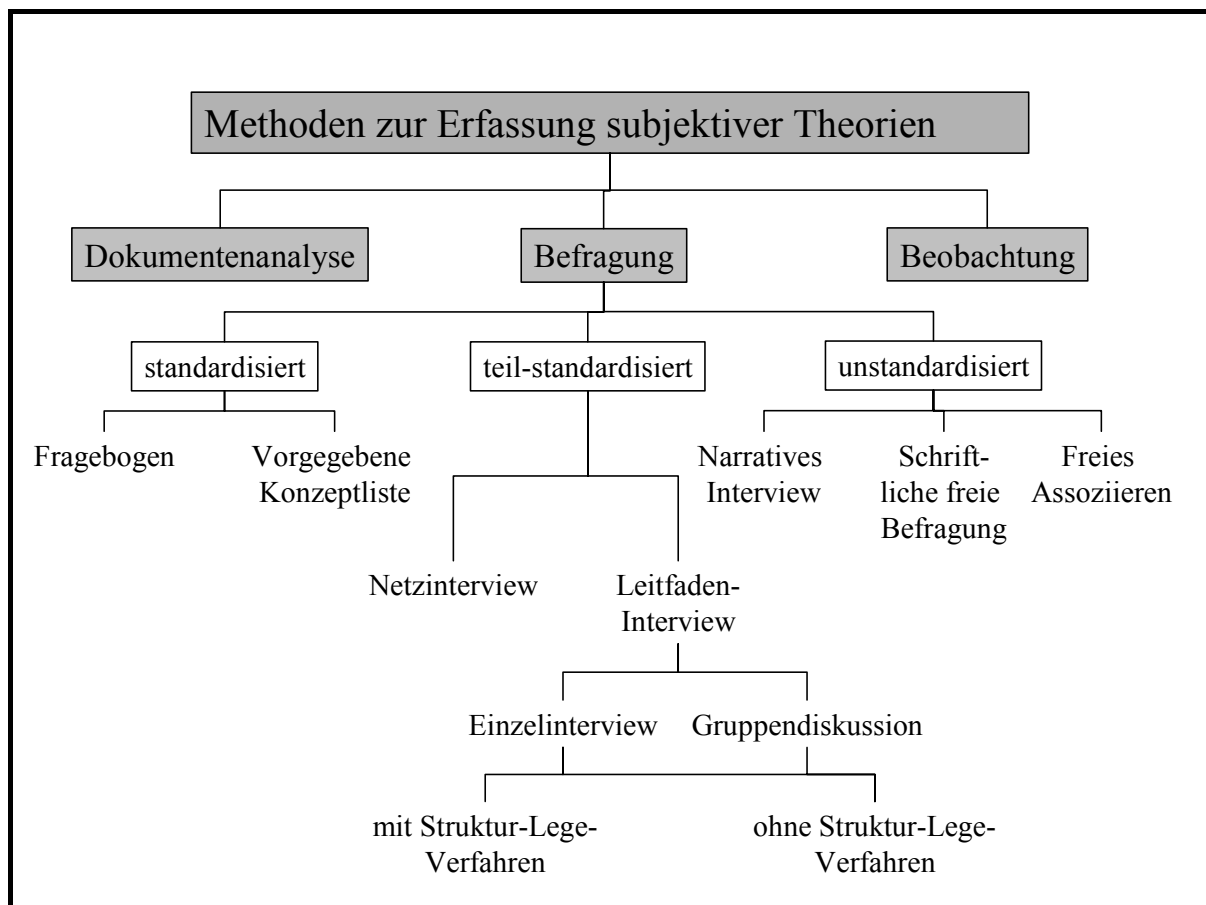 Methoden zur Erfassung subjektiver Theorien
Dokumentenanalyse
Befragung
Beobachtung
standardisiert
teil-standardisiert
unstandardisiert
Fragebogen
Vorgegebene
Konzeptliste
Narratives
Interview
Schrift-
liche freie
Befragung
Freies
Assoziieren
Netzinterview
Leitfaden-
Interview
Einzelinterview
Gruppendiskussion
mit Struktur-Lege-
Verfahren
ohne Struktur-Lege-
Verfahren